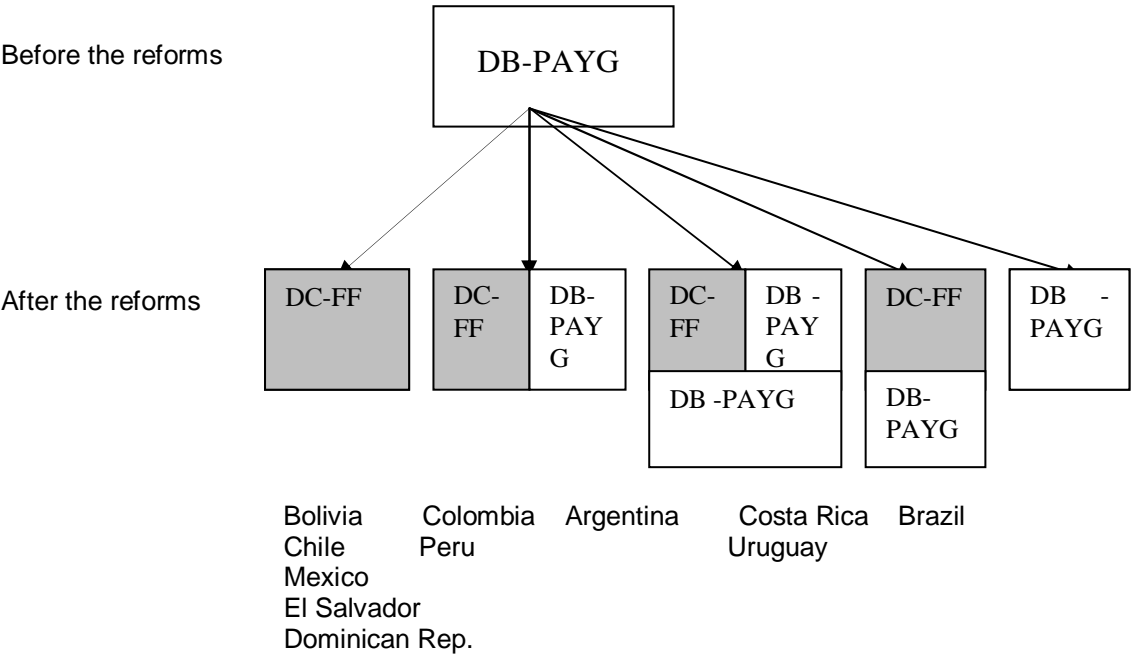 Before the reforms
DB-PAYG
After the reforms
DC-FF
DC-
FF
DB-
PAY
G
DC-
FF
DB -
PAY
G
DB -PAYG
DC-FF
DB-
PAYG
DB -
PAYG
Bolivia Colombia Argentina Costa Rica Brazil
Chile Peru Uruguay
Mexico
El Salvador
Dominican Rep.